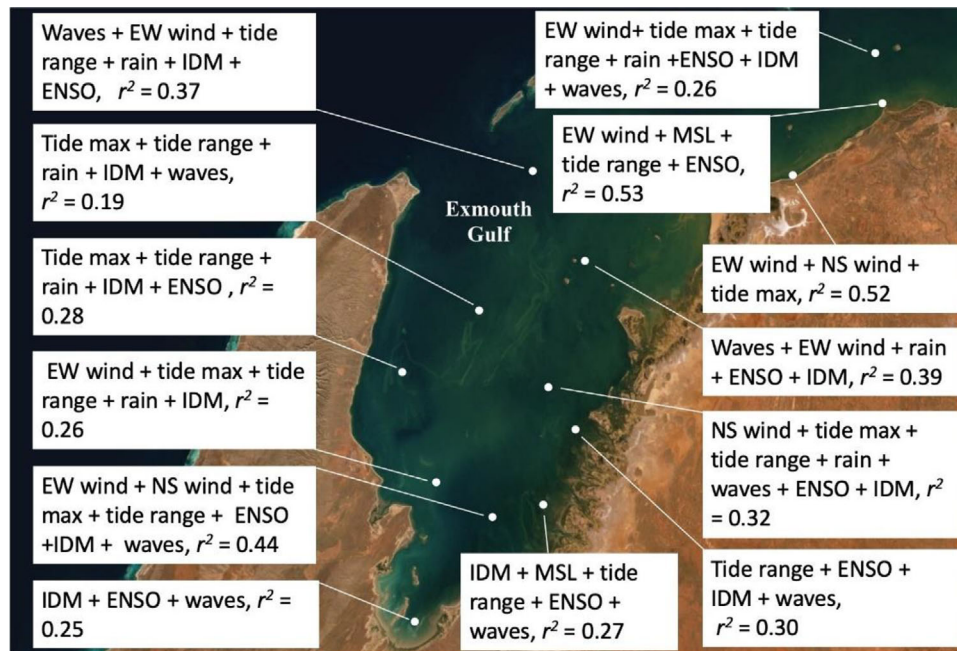 Waves + EW wind + tide
range + rain + IDM +
ENSO, r² = 0.37
Tide max + tide range +
rain + IDM + waves,
r² = 0.19
Tide max + tide range +
rain + IDM + ENSO , r² =
0.28
EW wind + tide max + tide
range + rain + IDM, r² =
0.26
EW wind + NS wind + tide
max + tide range + ENSO
+IDM + waves, r² = 0.44
IDM + ENSO + waves, r² =
0.25
Exmouth
Gulf
EW wind+ tide max + tide
range + rain +ENSO + IDM
+ waves, r² = 0.26
EW wind + MSL +
tide range + ENSO,
r² = 0.53
EW wind + NS wind +
tide max, r² = 0.52
Waves + EW wind + rain
+ ENSO + IDM, r² = 0.39
NS wind + tide max +
tide range + rain +
waves + ENSO + IDM, r²
= 0.32
IDM + MSL + tide
range + ENSO +
waves, r² = 0.27
Tide range + ENSO +
IDM + waves,
r² = 0.30